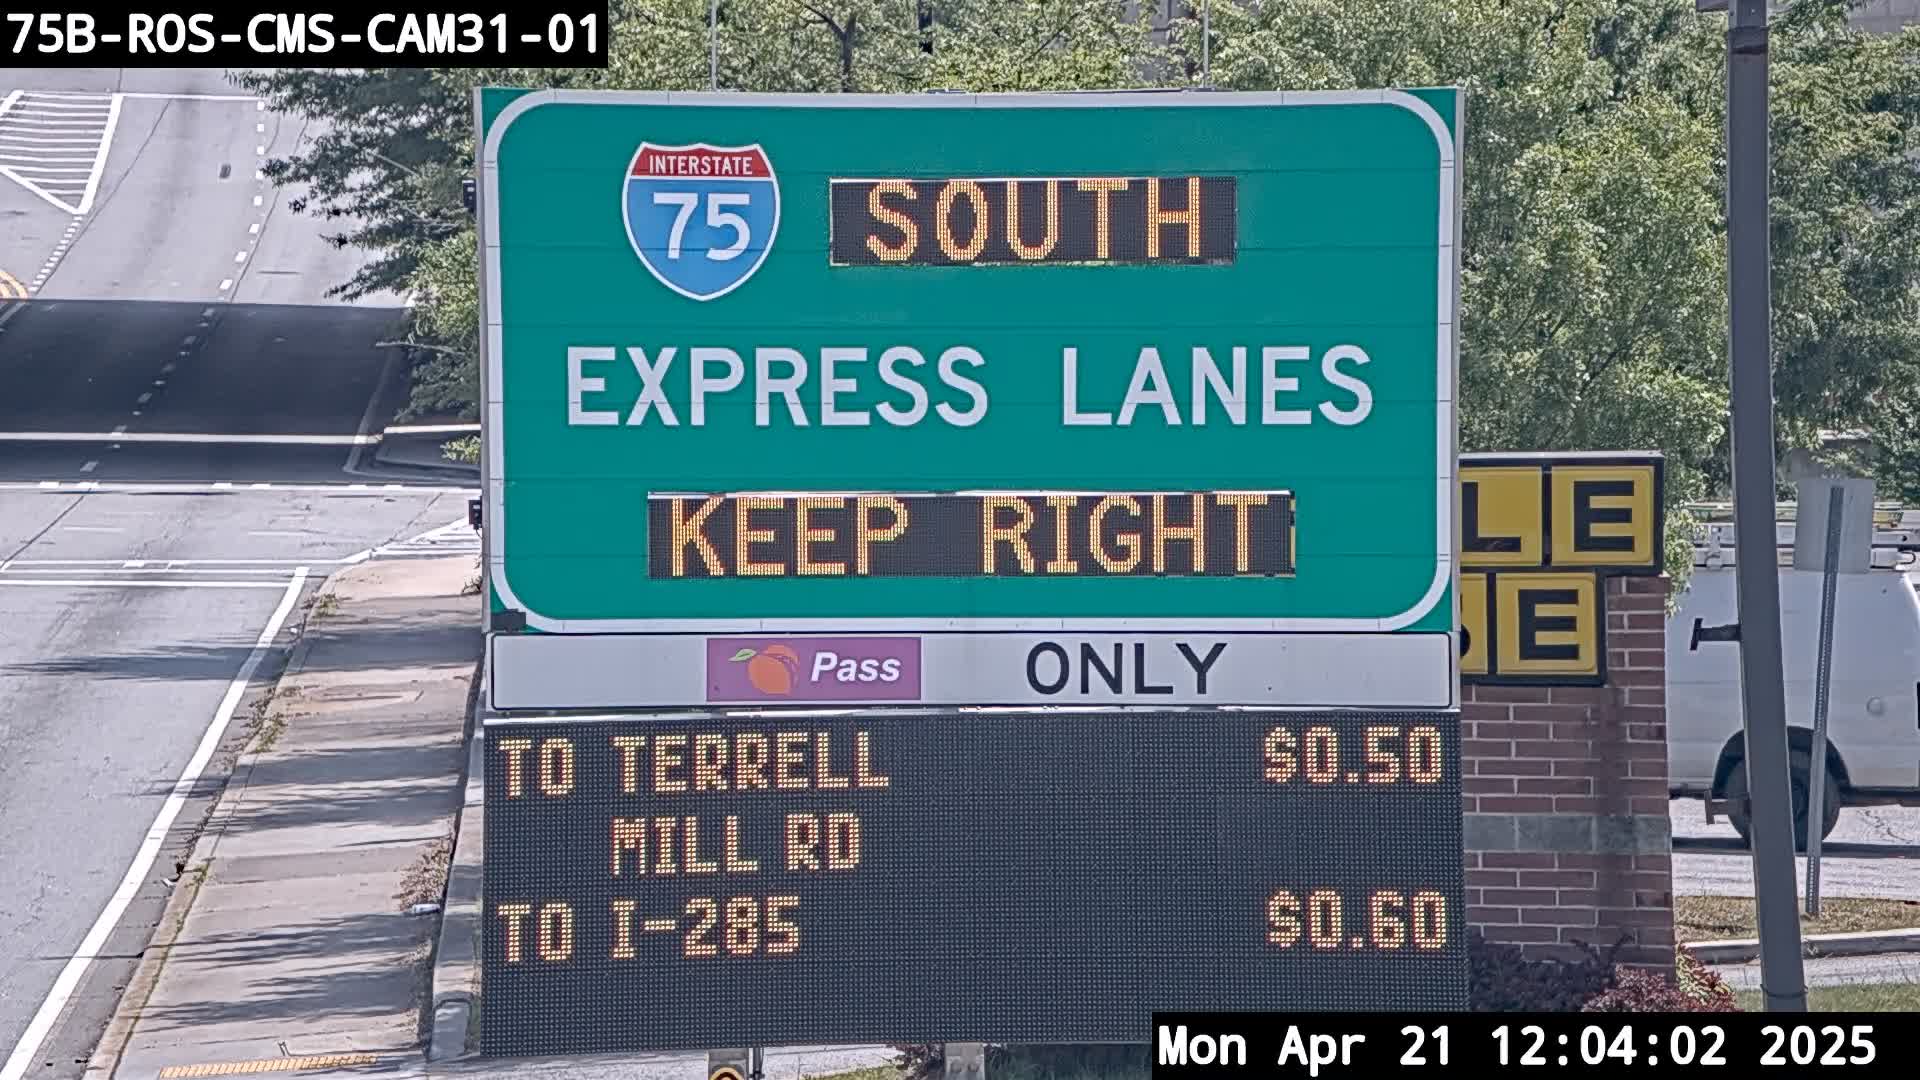 75B-ROS-CMS-CAM31-01
INTERSTATE
75
SOUTH
EXPRESS LANES
KEEP RIGHT
Pass ONLY
TO TERRELL $0.50
MILL RD
TO I-285 $0.60
LE
E
Mon Apr 21 12:04:02 2025